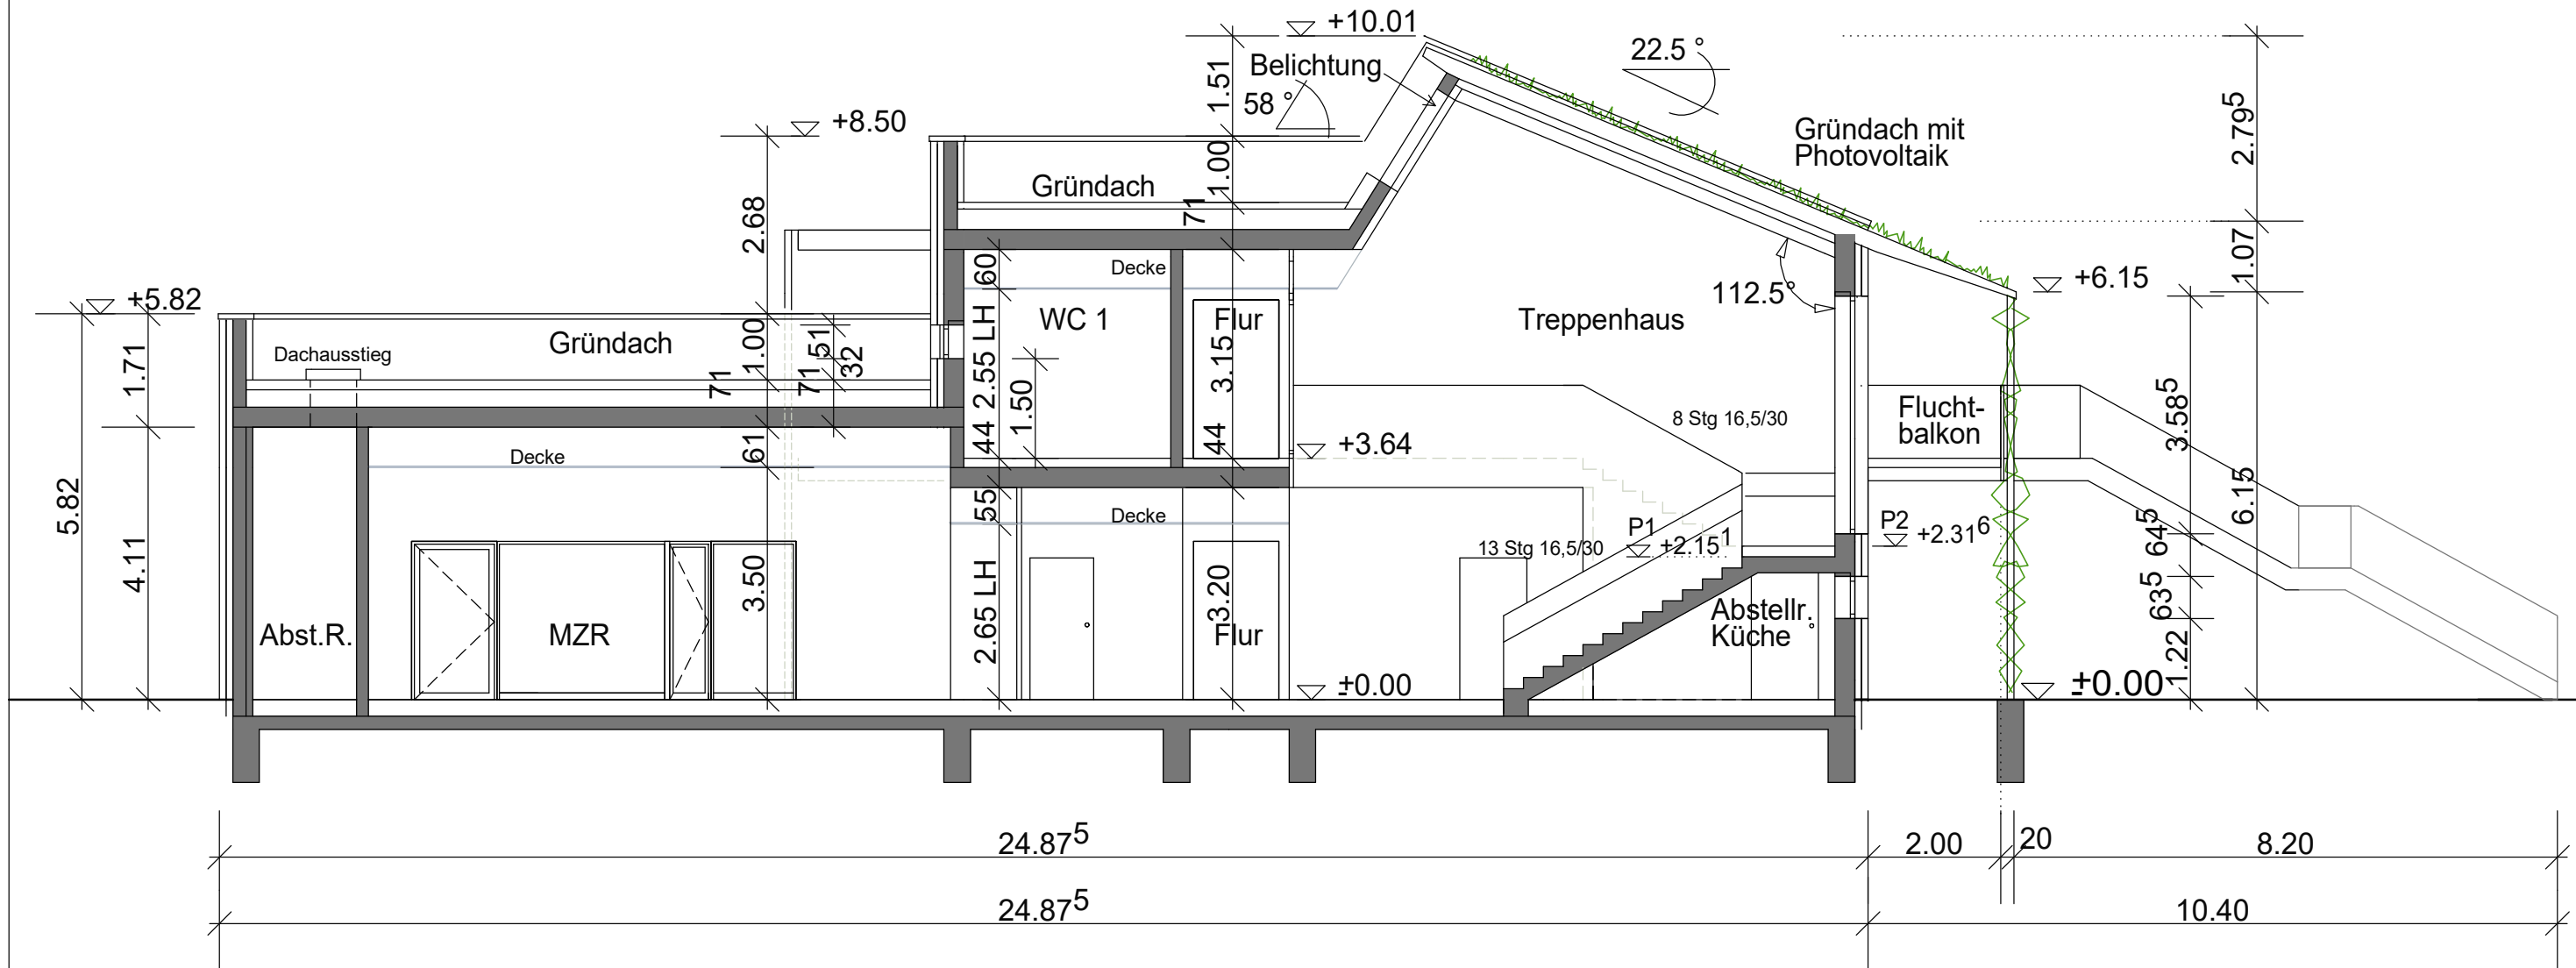 +10.01
22.5 °
Belichtung
58 °
1.51
2.79⁵
+8.50
Gründach mit
Photovoltaik
1.00
Gründach
71
2.68
1.07
60
Decke
112.5°
+6.15
+5.82
WC 1
Flur
Treppenhaus
Gründach
Dachausstieg
1.71
1.00
51
32
71
71
2.55 LH
3.15
1.50
8 Stg 16,5/30
Flucht-
balkon
3.58⁵
44
44
+3.64
61
Decke
5.82
6.15
55
Decke
P1
+2.15¹
13 Stg 16,5/30
P2
+2.31⁶
64⁵
4.11
3.50
2.65 LH
3.20
63⁵
Abst.R.
MZR
Flur
Abstellr.
Küche
1.22
±0.00
±0.00
24.87⁵
2.00
20
8.20
24.87⁵
10.40